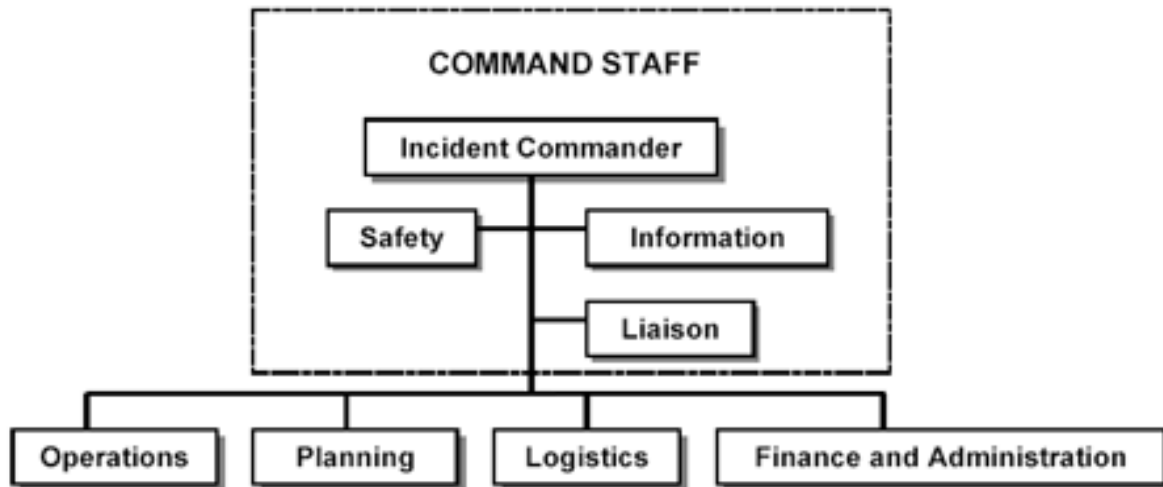 COMMAND STAFF
Incident Commander
Safety
Information
Liaison
Operations
Planning
Logistics
Finance and Administration